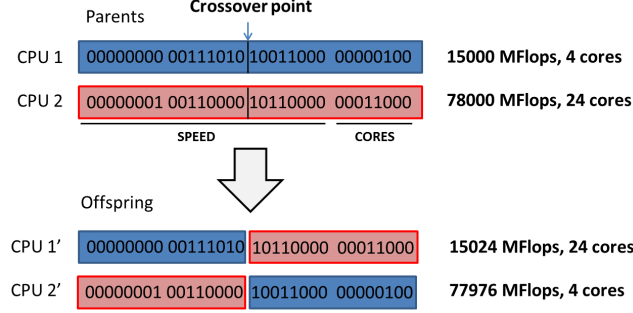 Crossover point
Parents
CPU 1 00000000 00111010 10011000 00000100 15000 MFlops, 4 cores
CPU 2 00000001 00110000 10110000 00011000 78000 MFlops, 24 cores
SPEED CORES
Offspring
CPU 1’ 00000000 00111010 10110000 00011000 15024 MFlops, 24 cores
CPU 2’ 00000001 00110000 10011000 00000100 77976 MFlops, 4 cores